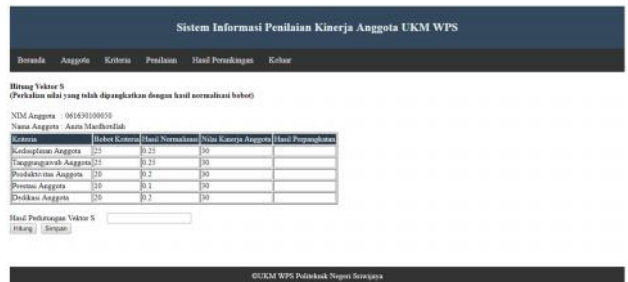 Sistem Informasi Penilaian Kinerja Anggota UKM WPS
Beranda Anggota Kriteria Penilaian Hasil Perankingan Keluar
Hitung Vektor S
(Perkalian nilai yang telah dipangkatkan dengan hasil normalisasi bobot)
NIM Anggota : 061630100030
Nama Anggota : Anita Mardhotillah
Kriteria Bobot Kriteria Hasil Normalisasi Nilai Kinerja Anggota Hasil Perpangkatan
Kedisiplinan Anggota 25 0.25 30
Tanggungjawab Anggota 25 0.25 30
Produktivitas Anggota 20 0.2 30
Prestasi Anggota 10 0.1 30
Dedikasi Anggota 20 0.2 30
Hasil Perhitungan Vektor S
Hitung Simpan
©UKM WPS Politeknik Negeri Sriwijaya